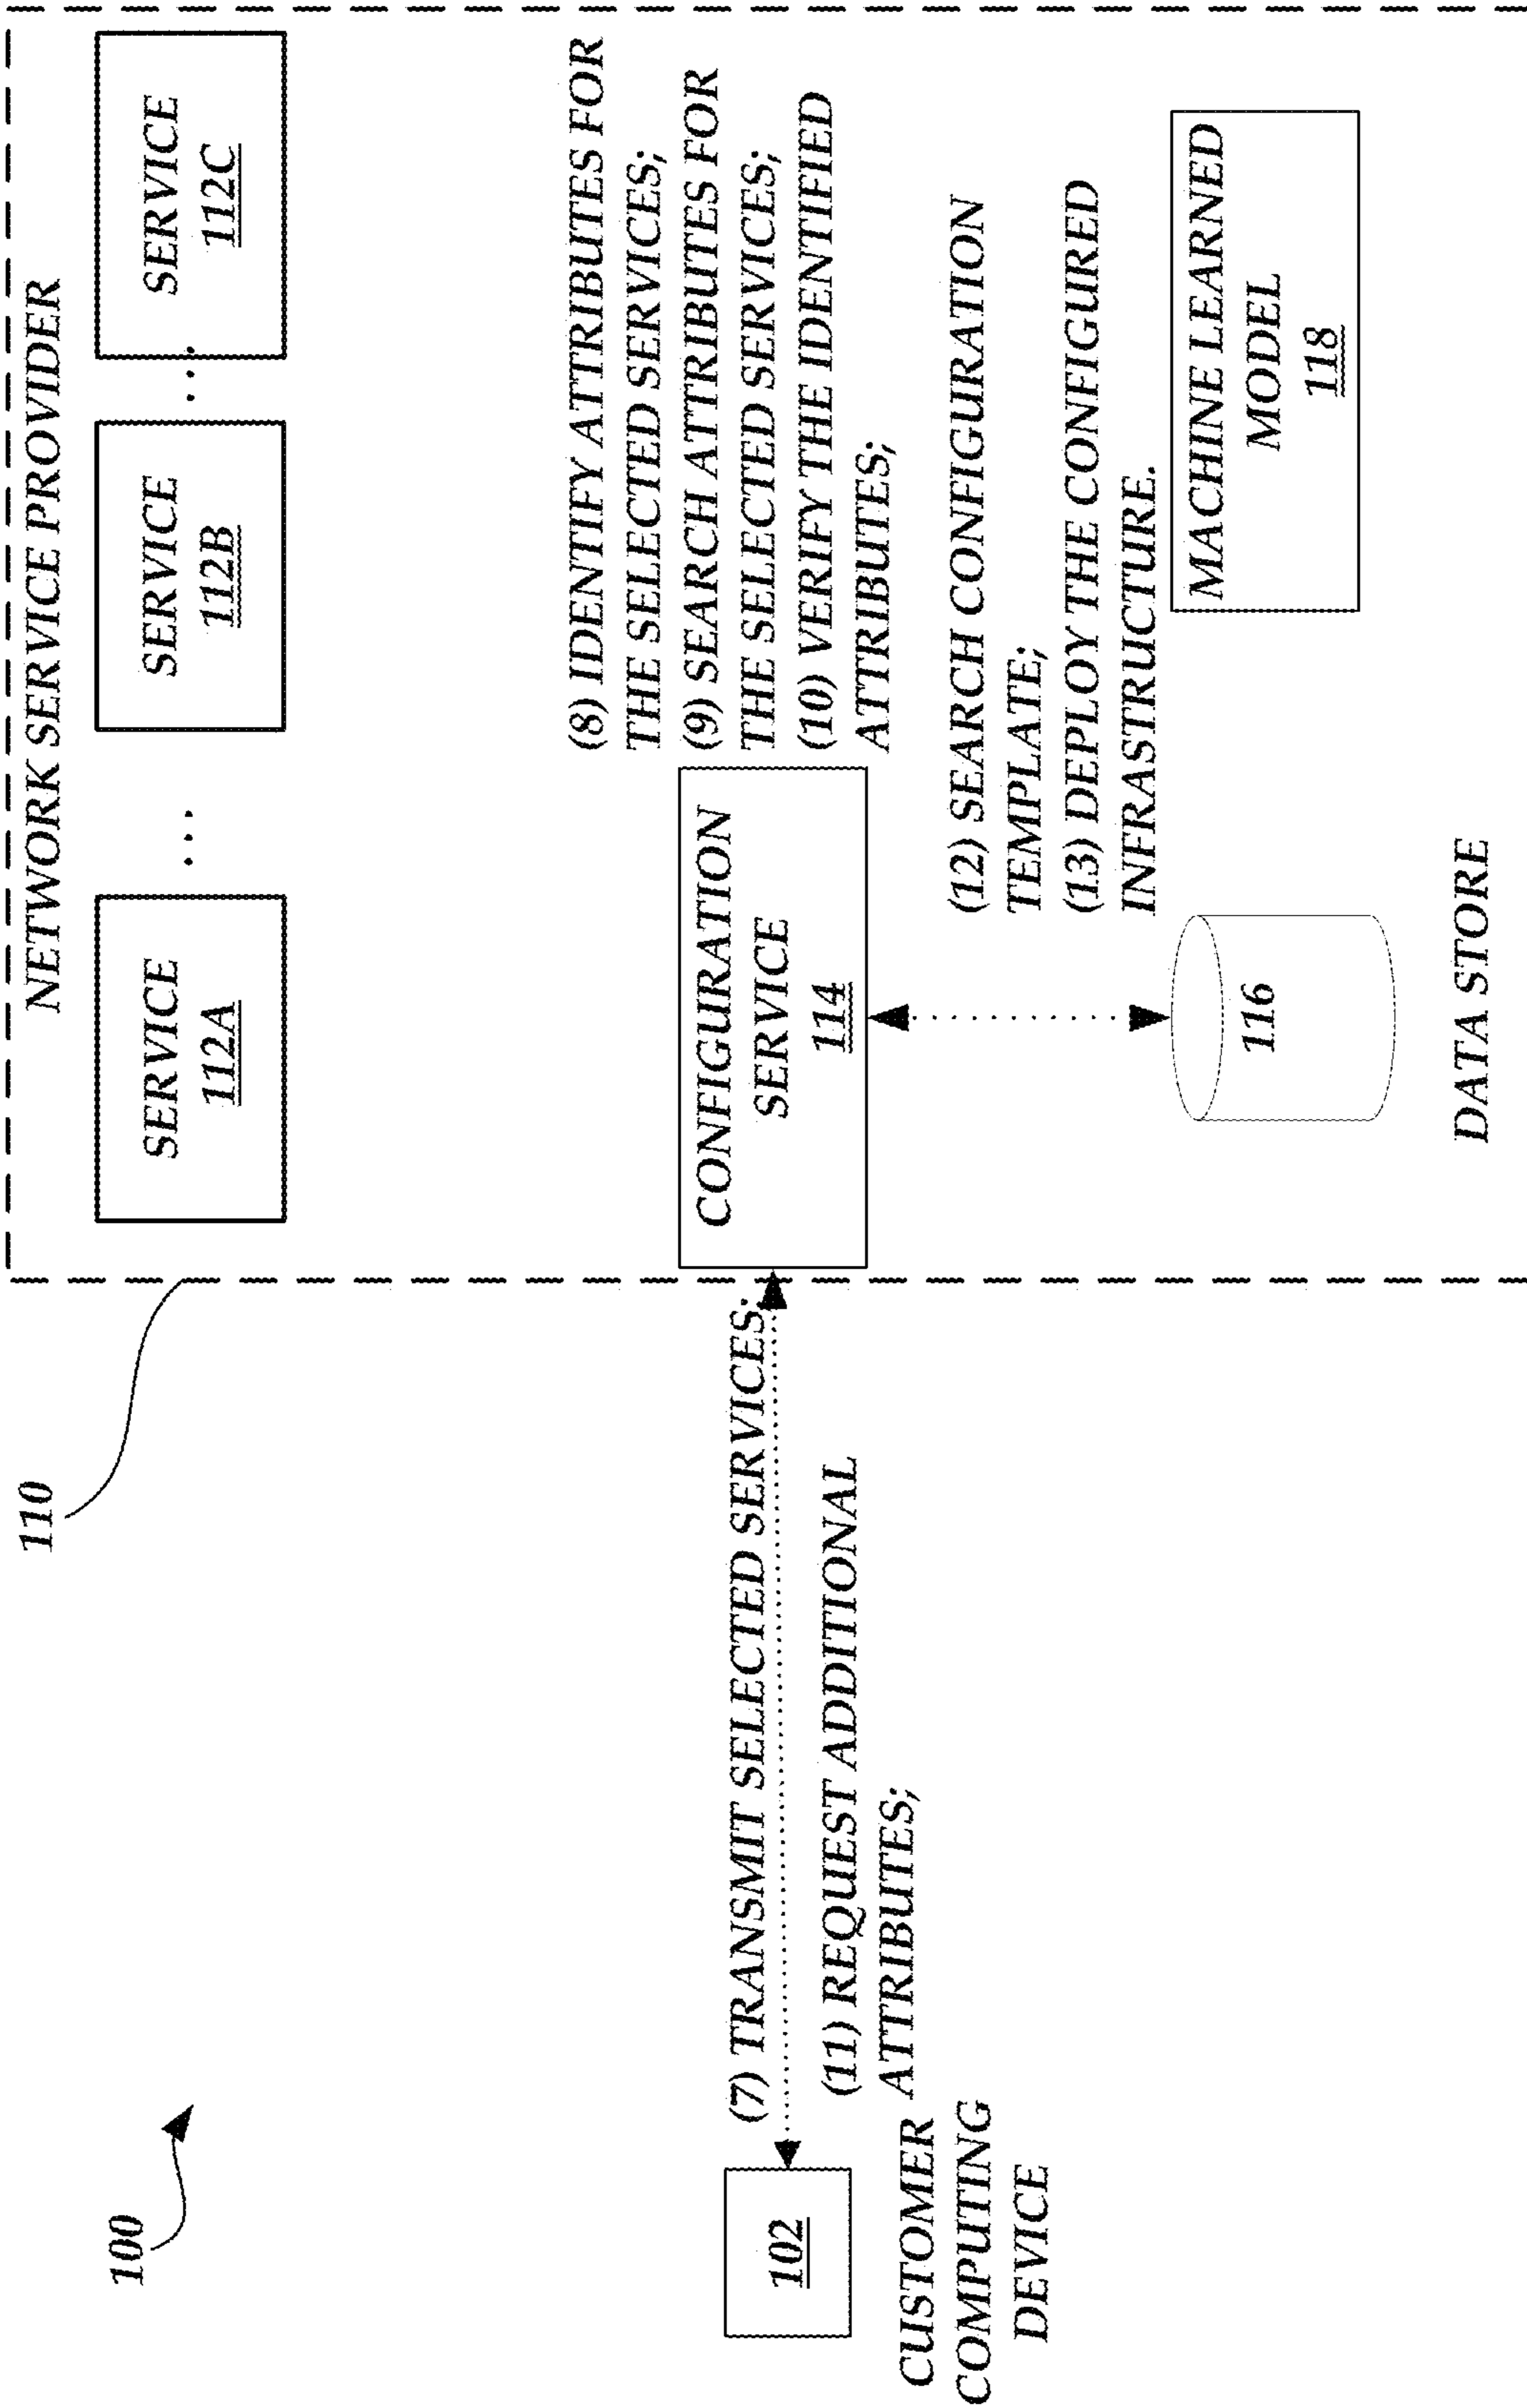 100
110
NETWORK SERVICE PROVIDER
SERVICE
112A
...
SERVICE
112B
...
SERVICE
112C
(7) TRANSMIT SELECTED SERVICES;
(11) REQUEST ADDITIONAL
ATTRIBUTES;
102
CUSTOMER
COMPUTING
DEVICE
CONFIGURATION
SERVICE
114
(8) IDENTIFY ATTRIBUTES FOR
THE SELECTED SERVICES;
(9) SEARCH ATTRIBUTES FOR
THE SELECTED SERVICES;
(10) VERIFY THE IDENTIFIED
ATTRIBUTES;
(12) SEARCH CONFIGURATION
TEMPLATE;
(13) DEPLOY THE CONFIGURED
INFRASTRUCTURE.
116
DATA STORE
MACHINE LEARNED
MODEL
118